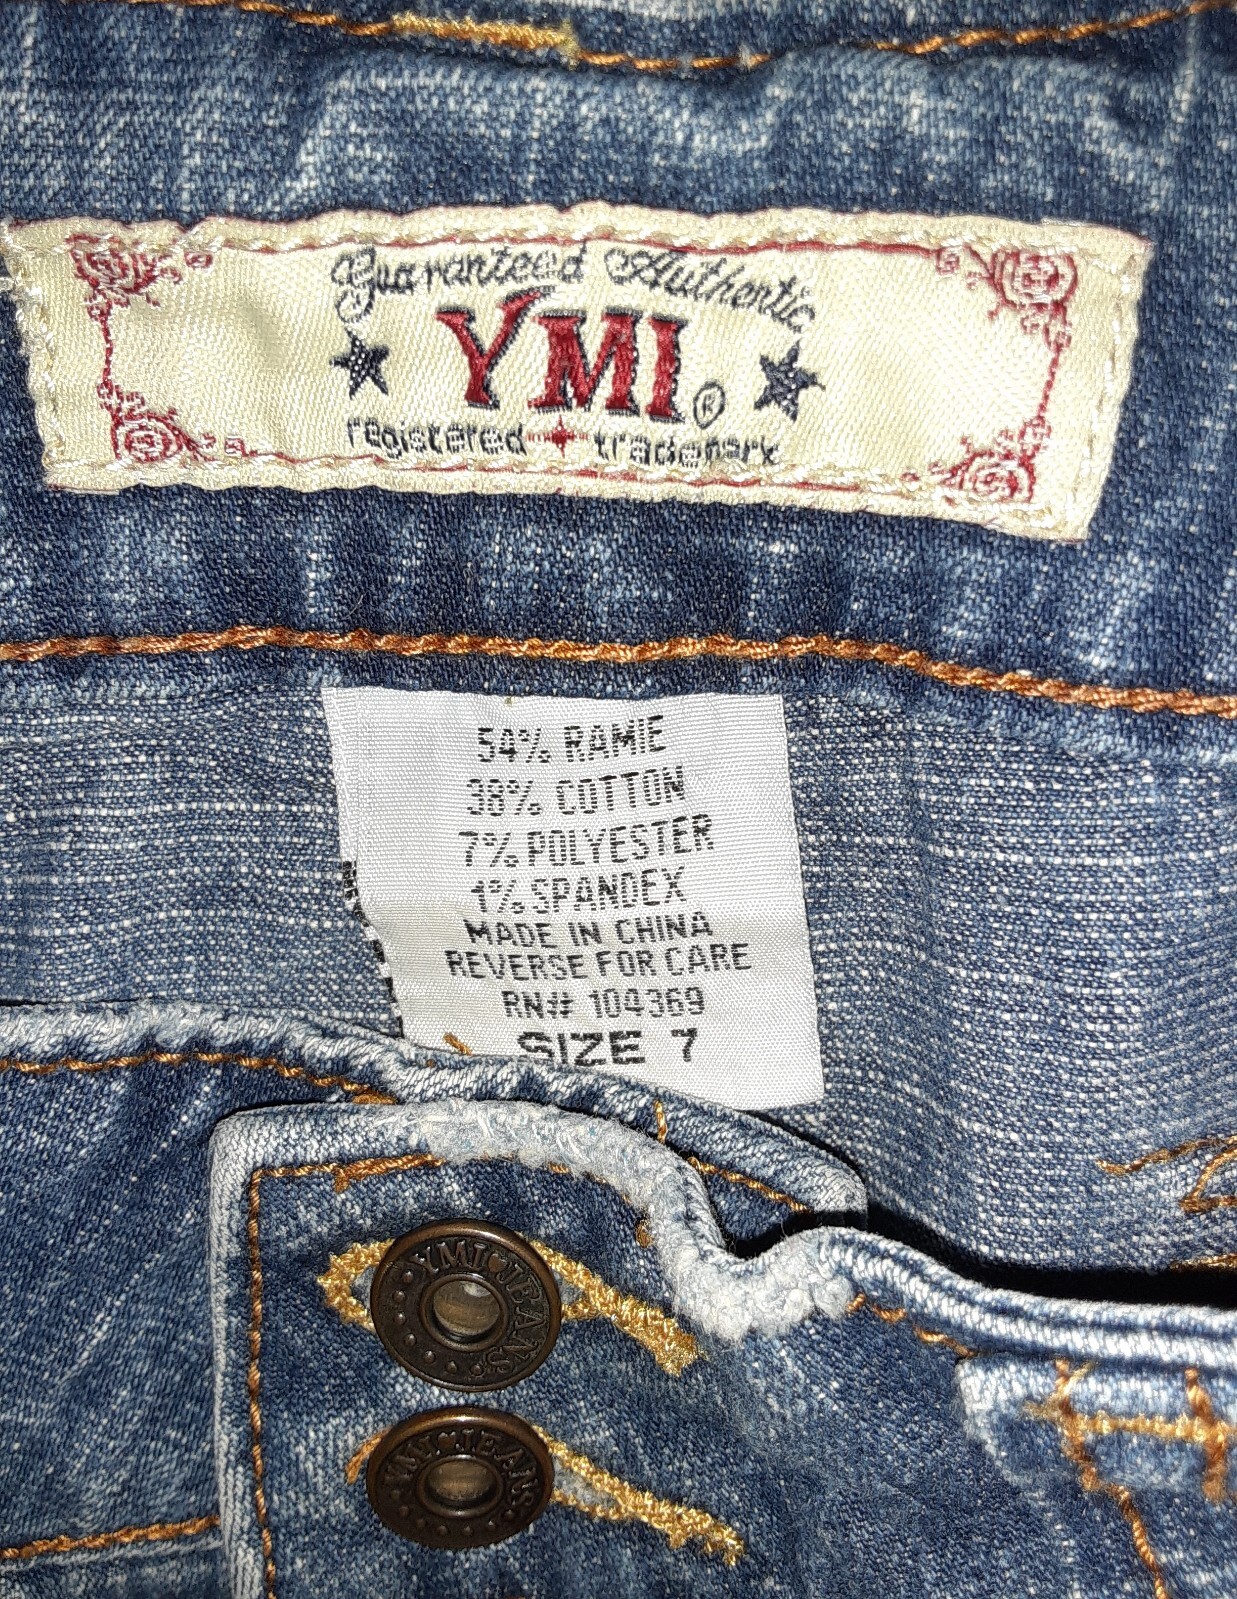 Guaranteed Authentic
YMI®
registered trademark
54% RAMIE
38% COTTON
7% POLYESTER
1% SPANDEX
MADE IN CHINA
REVERSE FOR CARE
RN# 104369
SIZE 7
YMI JEANS
YMI JEANS